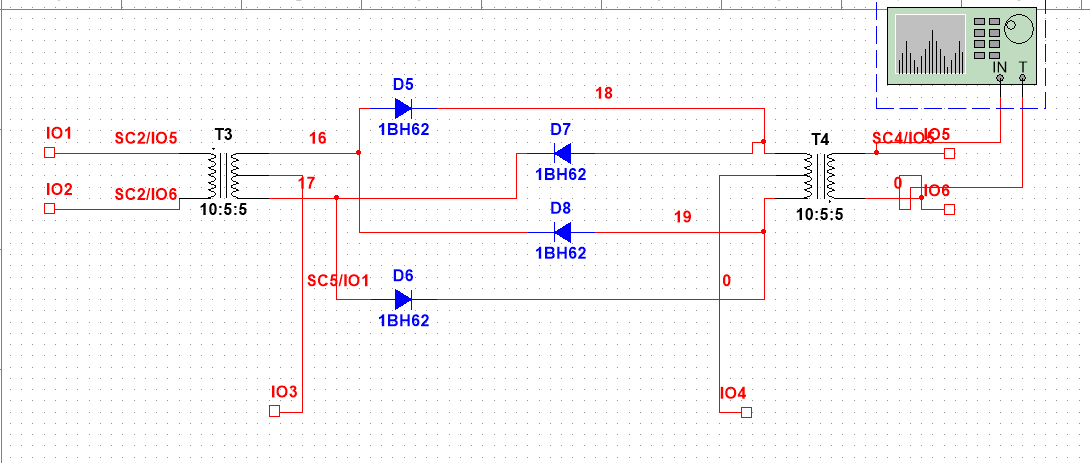 IN T
D5
18
1BH62
IO1
SC2/IO5
T3
16
D7
T4
SC4/IO5
IO5
1BH62
IO2
SC2/IO6
17
0
IO6
10:5:5
D8
19
10:5:5
1BH62
SC5/IO1
D6
0
1BH62
IO3
IO4